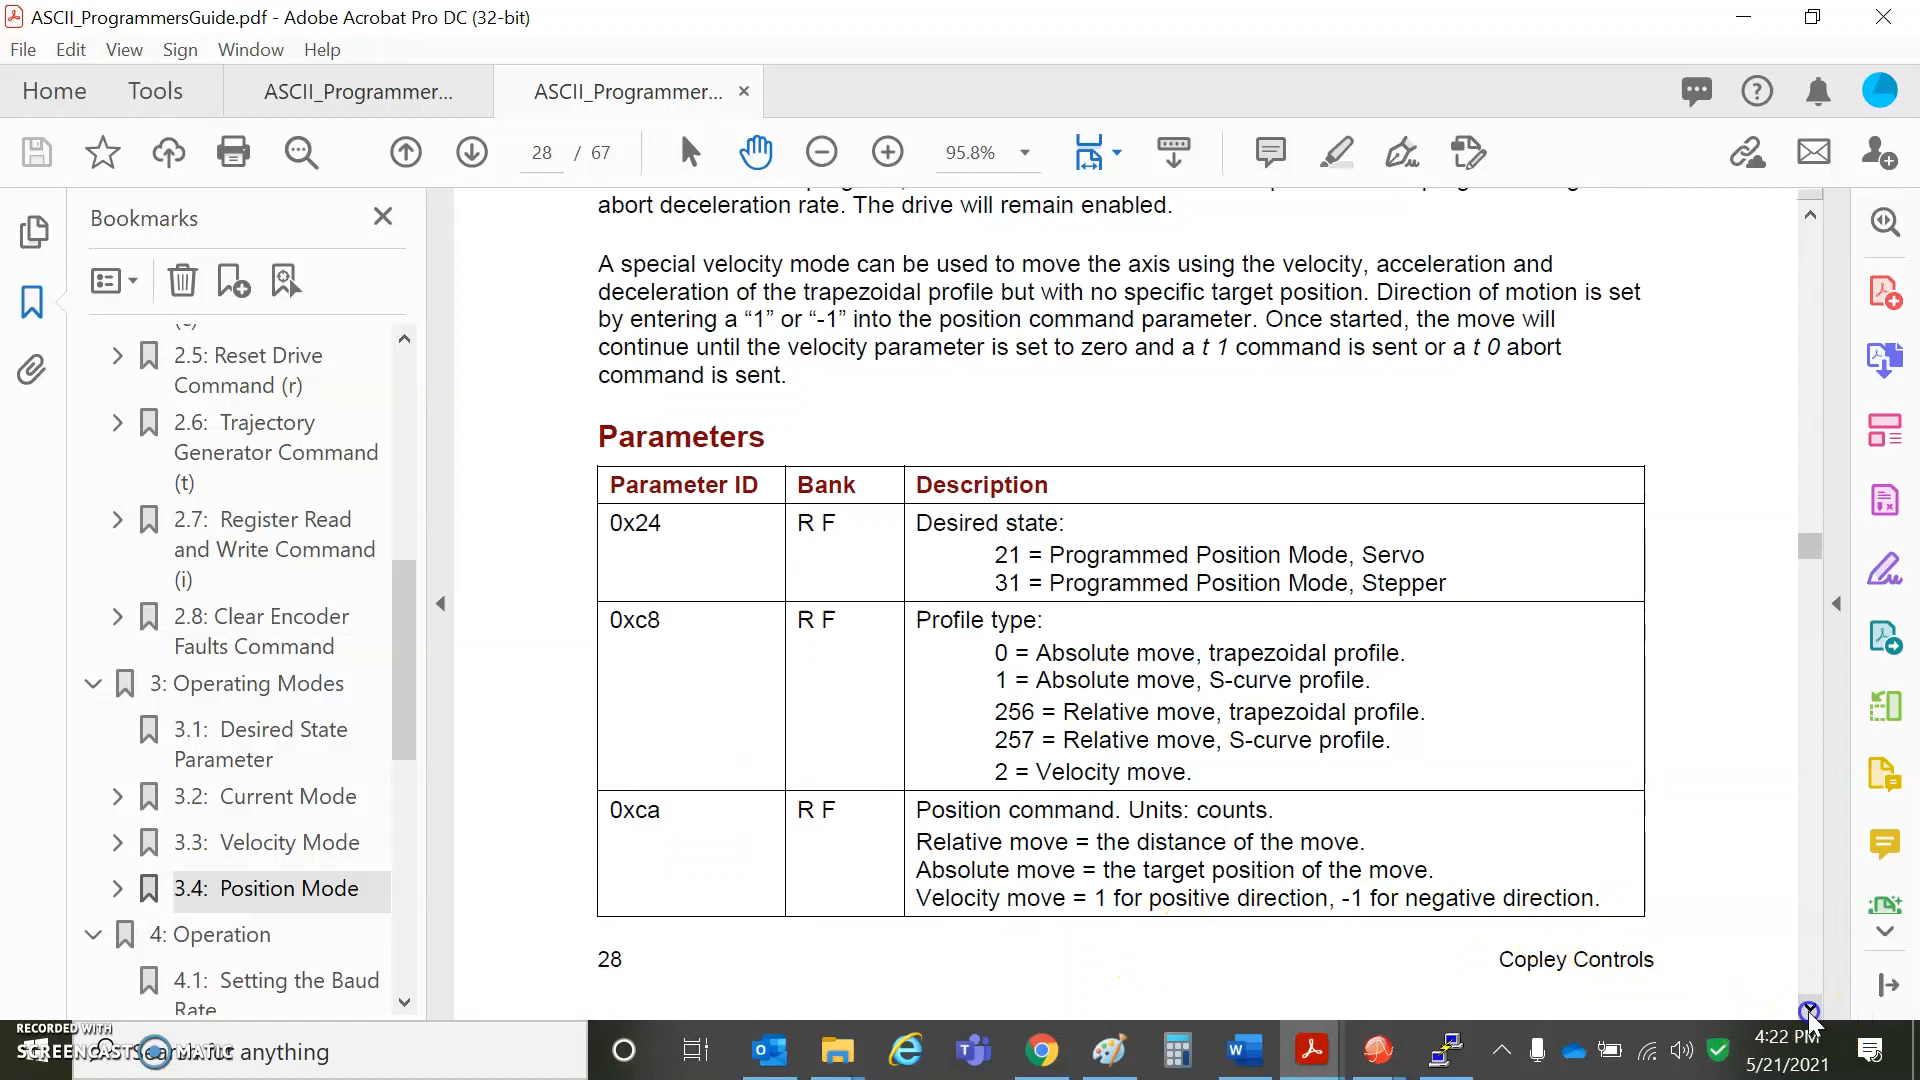 ASCII_ProgrammersGuide.pdf - Adobe Acrobat Pro DC (32-bit)
File Edit View Sign Window Help
Home Tools ASCII_Programmer... ASCII_Programmer...
28 / 67 95.8%
Bookmarks
2.5: Reset Drive
Command (r)
2.6: Trajectory
Generator Command
(t)
2.7: Register Read
and Write Command
(i)
2.8: Clear Encoder
Faults Command
3: Operating Modes
3.1: Desired State
Parameter
3.2: Current Mode
3.3: Velocity Mode
3.4: Position Mode
4: Operation
4.1: Setting the Baud
Rate
abort deceleration rate. The drive will remain enabled.
A special velocity mode can be used to move the axis using the velocity, acceleration and
deceleration of the trapezoidal profile but with no specific target position. Direction of motion is set
by entering a “1” or “-1” into the position command parameter. Once started, the move will
continue until the velocity parameter is set to zero and a t 1 command is sent or a t 0 abort
command is sent.
Parameters
Parameter ID Bank Description
0x24 R F Desired state:
21 = Programmed Position Mode, Servo
31 = Programmed Position Mode, Stepper
0xc8 R F Profile type:
0 = Absolute move, trapezoidal profile.
1 = Absolute move, S-curve profile.
256 = Relative move, trapezoidal profile.
257 = Relative move, S-curve profile.
2 = Velocity move.
0xca R F Position command. Units: counts.
Relative move = the distance of the move.
Absolute move = the target position of the move.
Velocity move = 1 for positive direction, -1 for negative direction.
28 Copley Controls
RECORDED WITH
SCREENCAST MATIC
Search for anything
4:22 PM
5/21/2021